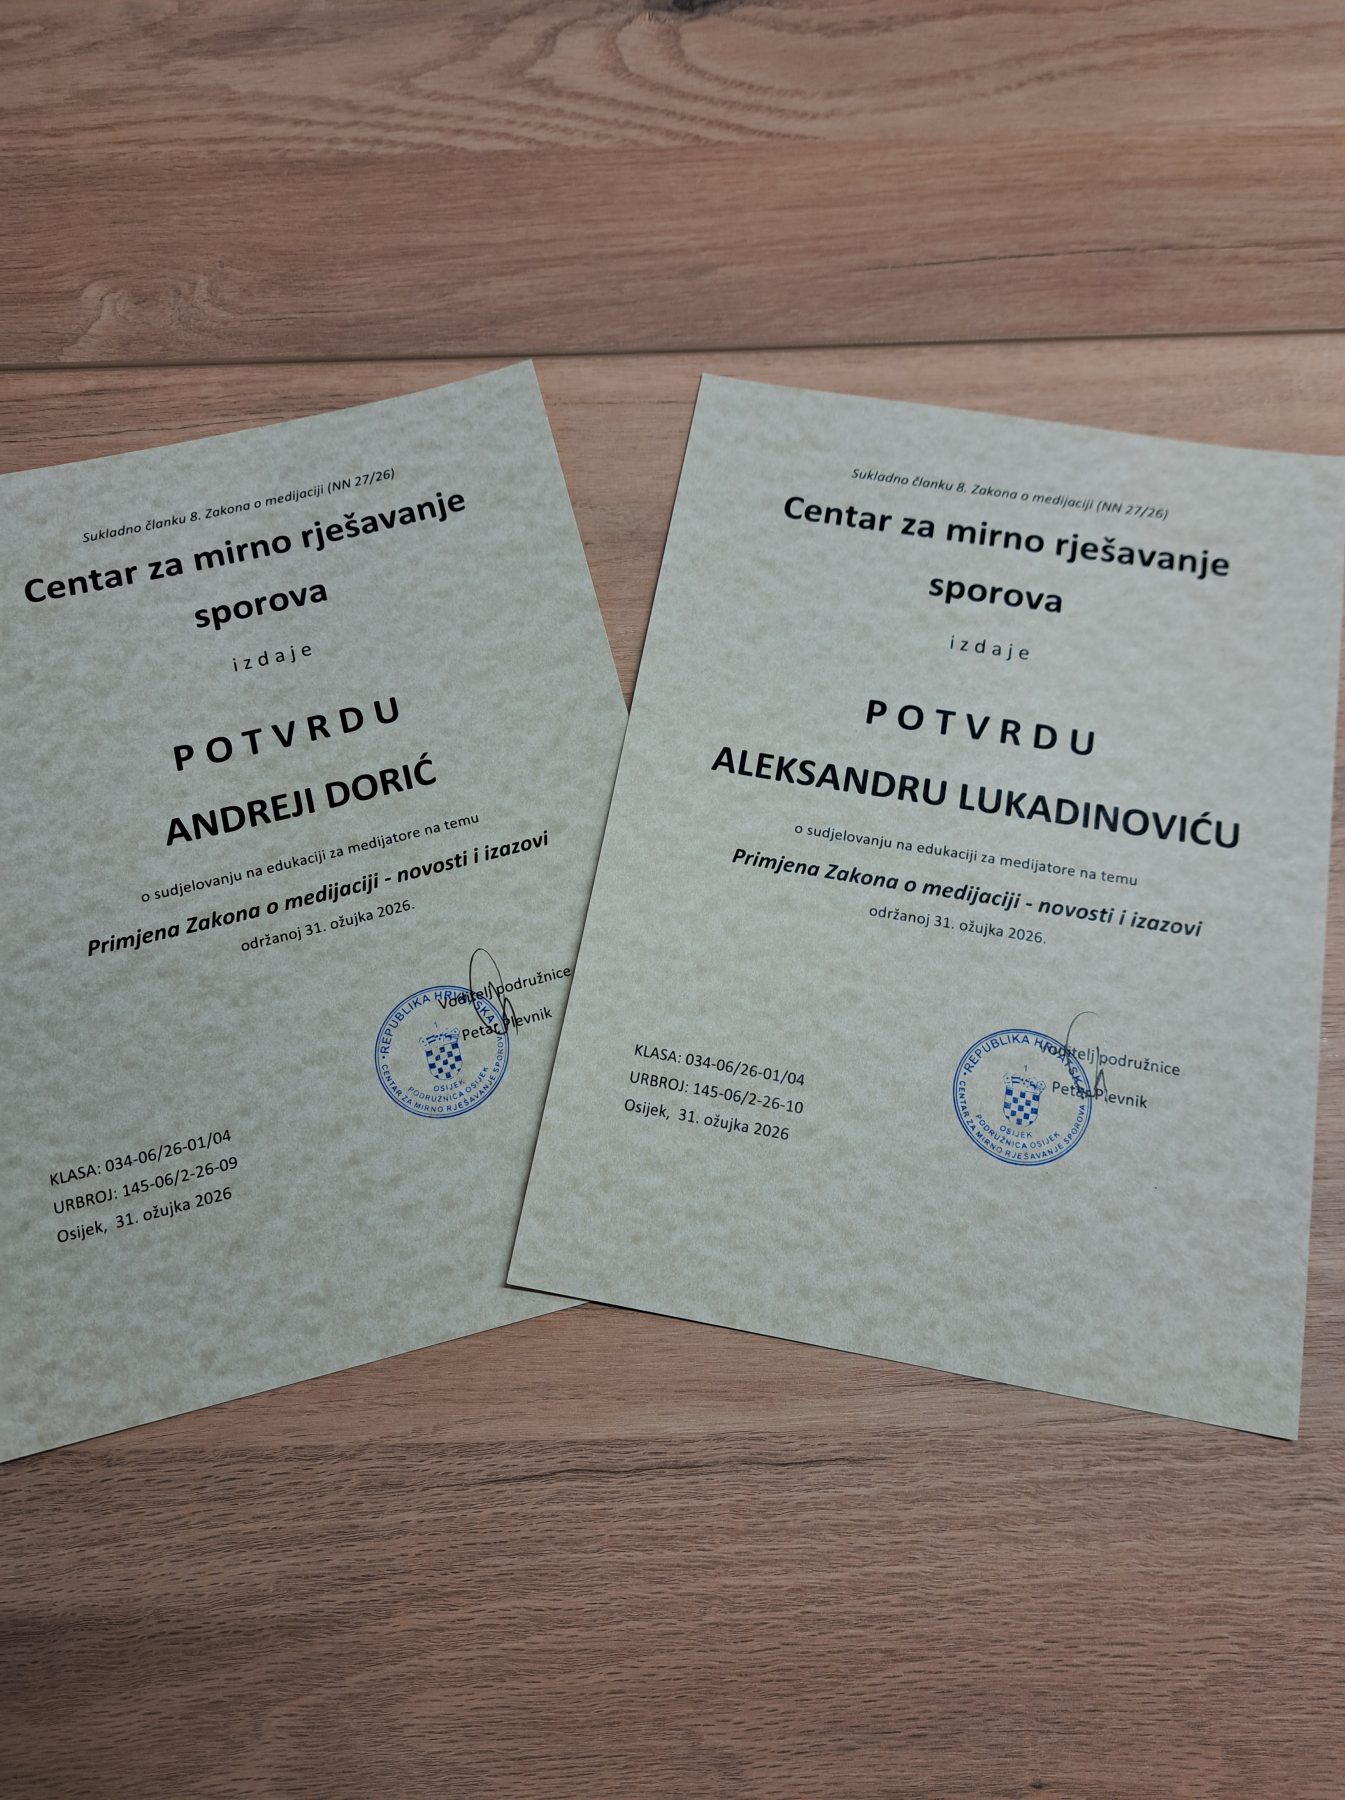 Sukladno članku 8. Zakona o medijaciji (NN 27/26)
Centar za mirno rješavanje
sporova
izdaje
POTVRDU
ANDREJI DORIĆ
o sudjelovanju na edukaciji za medijatore na temu
Primjena Zakona o medijaciji - novosti i izazovi
održanoj 31. ožujka 2026.
Voditelj podružnice
Petar Plevnik
REPUBLIKA HRVATSKA
1
OSIJEK
PODRUŽNICA OSIJEK
CENTAR ZA MIRNO RJEŠAVANJE SPOROVA
KLASA: 034-06/26-01/04
URBROJ: 145-06/2-26-09
Osijek, 31. ožujka 2026
Sukladno članku 8. Zakona o medijaciji (NN 27/26)
Centar za mirno rješavanje
sporova
izdaje
POTVRDU
ALEKSANDRU LUKADINOVIĆU
o sudjelovanju na edukaciji za medijatore na temu
Primjena Zakona o medijaciji - novosti i izazovi
održanoj 31. ožujka 2026.
Voditelj podružnice
Petar Plevnik
REPUBLIKA HRVATSKA
1
OSIJEK
PODRUŽNICA OSIJEK
CENTAR ZA MIRNO RJEŠAVANJE SPOROVA
KLASA: 034-06/26-01/04
URBROJ: 145-06/2-26-10
Osijek, 31. ožujka 2026